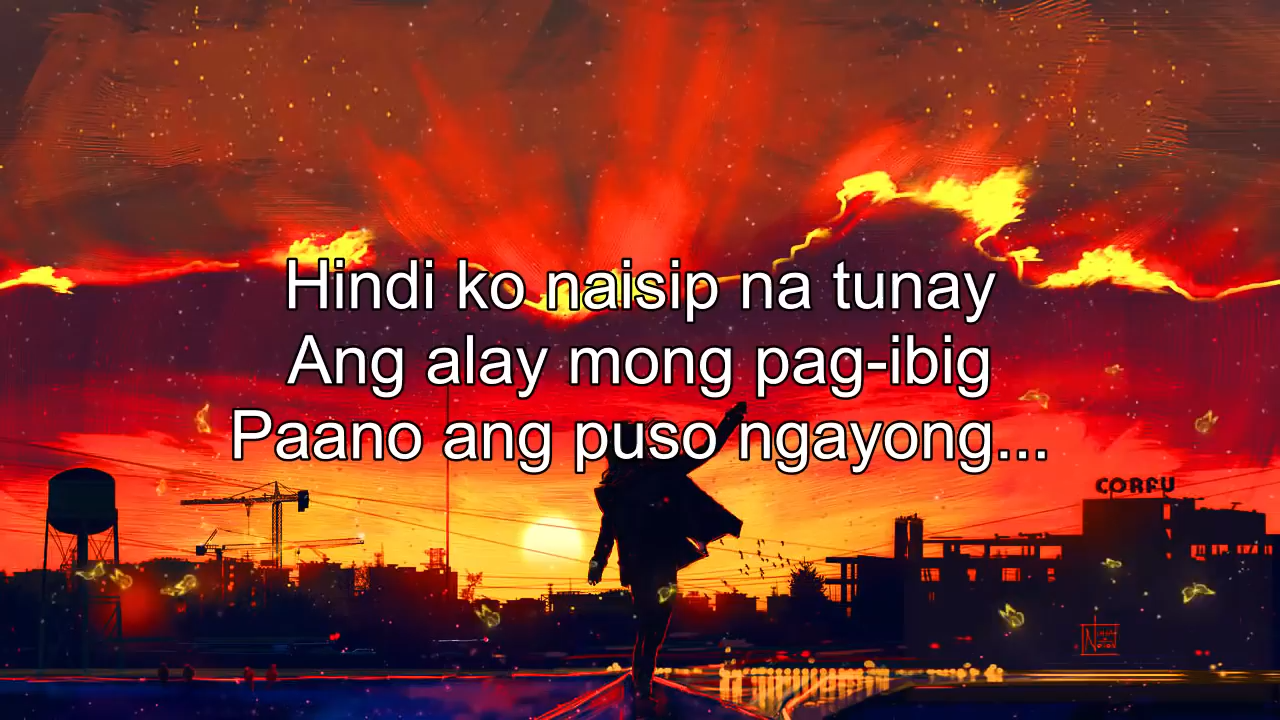 Hindi ko naisip na tunay
Ang alay mong pag-ibig
Paano ang puso ngayong...
CORFU